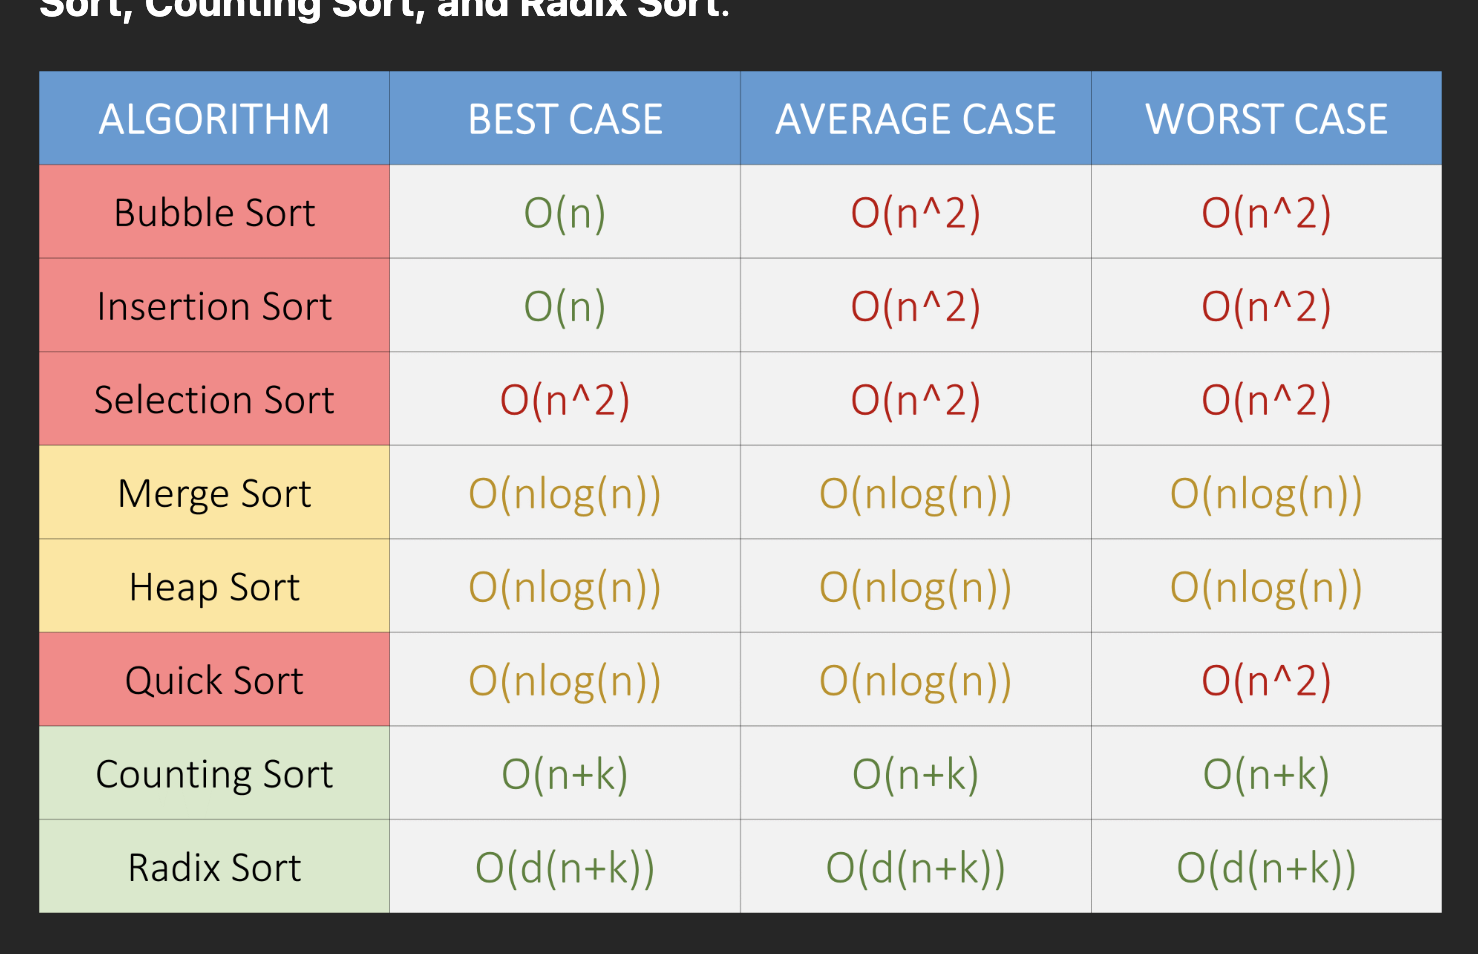 Sort, Counting Sort, and Radix Sort.
ALGORITHM BEST CASE AVERAGE CASE WORST CASE
Bubble Sort O(n) O(n^2) O(n^2)
Insertion Sort O(n) O(n^2) O(n^2)
Selection Sort O(n^2) O(n^2) O(n^2)
Merge Sort O(nlog(n)) O(nlog(n)) O(nlog(n))
Heap Sort O(nlog(n)) O(nlog(n)) O(nlog(n))
Quick Sort O(nlog(n)) O(nlog(n)) O(n^2)
Counting Sort O(n+k) O(n+k) O(n+k)
Radix Sort O(d(n+k)) O(d(n+k)) O(d(n+k))